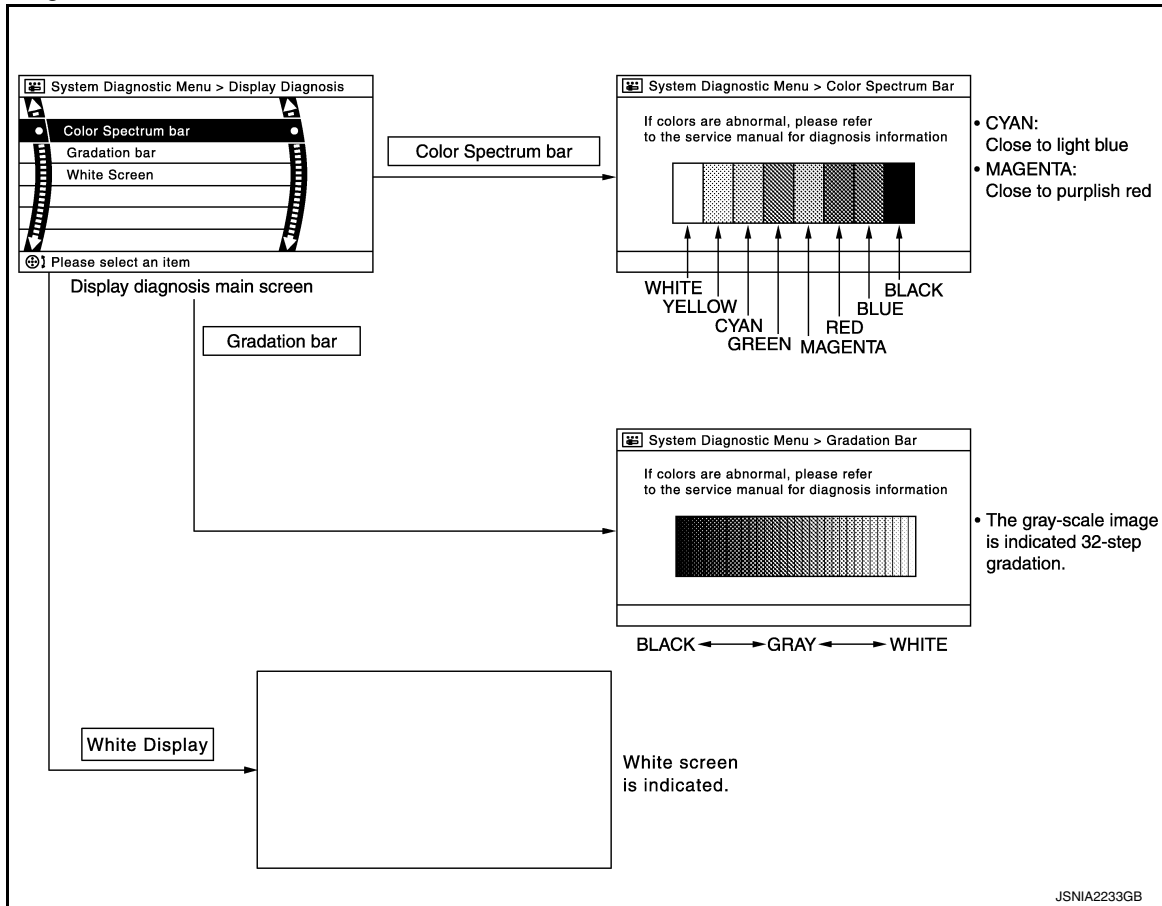 System Diagnostic Menu > Display Diagnosis
Color Spectrum bar
Gradation bar
White Screen
Please select an item
Display diagnosis main screen
Color Spectrum bar
System Diagnostic Menu > Color Spectrum Bar
If colors are abnormal, please refer
to the service manual for diagnosis information
WHITE
YELLOW
CYAN
GREEN
MAGENTA
RED
BLUE
BLACK
• CYAN:
Close to light blue
• MAGENTA:
Close to purplish red
Gradation bar
System Diagnostic Menu > Gradation Bar
If colors are abnormal, please refer
to the service manual for diagnosis information
BLACK GRAY WHITE
• The gray-scale image
is indicated 32-step
gradation.
White Display
White screen
is indicated.
JSNIA2233GB